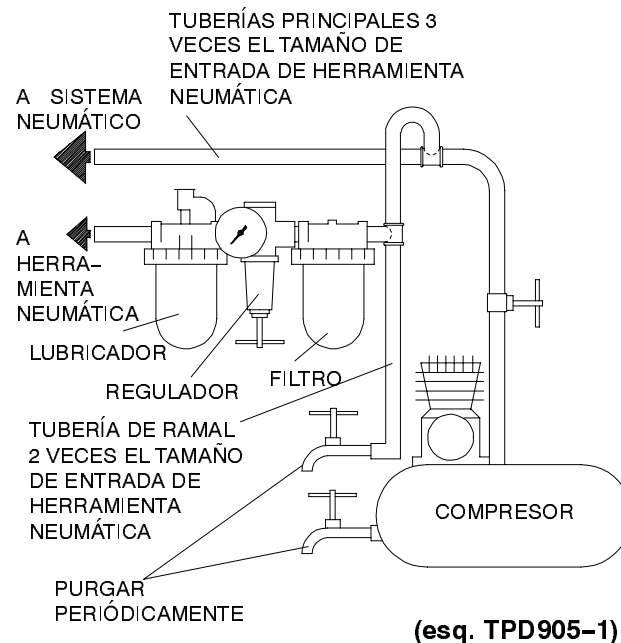 TUBERÍAS PRINCIPALES 3
VECES EL TAMAÑO DE
ENTRADA DE HERRAMIENTA
NEUMÁTICA
A SISTEMA
NEUMÁTICO
A
HERRA–
MIENTA
NEUMÁTICA
LUBRICADOR
REGULADOR
FILTRO
TUBERÍA DE RAMAL
2 VECES EL TAMAÑO
DE ENTRADA DE
HERRAMIENTA
NEUMÁTICA
COMPRESOR
PURGAR
PERIÓDICAMENTE
(esq. TPD905–1)